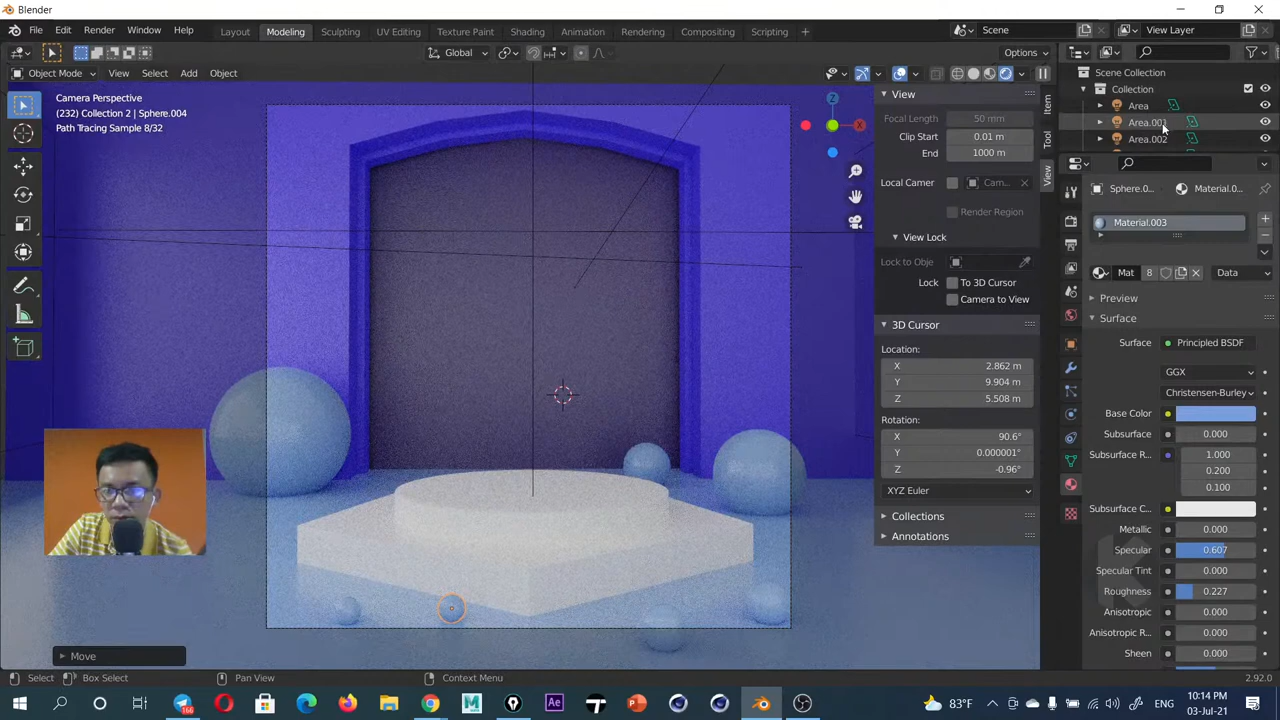 Blender
File Edit Render Window Help Layout Modeling Sculpting UV Editing Texture Paint Shading Animation Rendering Compositing Scripting Scene View Layer
Global Options
Object Mode View Select Add Object
Camera Perspective
(232) Collection 2 | Sphere.004
Path Tracing Sample 8/32
Z
X
Item
Tool
View
View
Focal Length 50 mm
Clip Start 0.01 m
End 1000 m
Local Camer Cam...
Render Region
View Lock
Lock to Obje
Lock To 3D Cursor
Camera to View
3D Cursor
Location:
X 2.862 m
Y 9.904 m
Z 5.508 m
Rotation:
X 90.6°
Y 0.000001°
Z -0.96°
XYZ Euler
Collections
Annotations
Scene Collection
Collection
Area
Area.001
Area.002
Sphere.0... Material.0...
Material.003
Mat 8 Data
Preview
Surface
Surface Principled BSDF
GGX
Christensen-Burley
Base Color
Subsurface 0.000
Subsurface R... 1.000
0.200
0.100
Subsurface C...
Metallic 0.000
Specular 0.607
Specular Tint 0.000
Roughness 0.227
Anisotropic 0.000
Anisotropic R... 0.000
Sheen 0.000
Move
Select Box Select Pan View Context Menu 2.92.0
83°F 10:14 PM
03-Jul-21